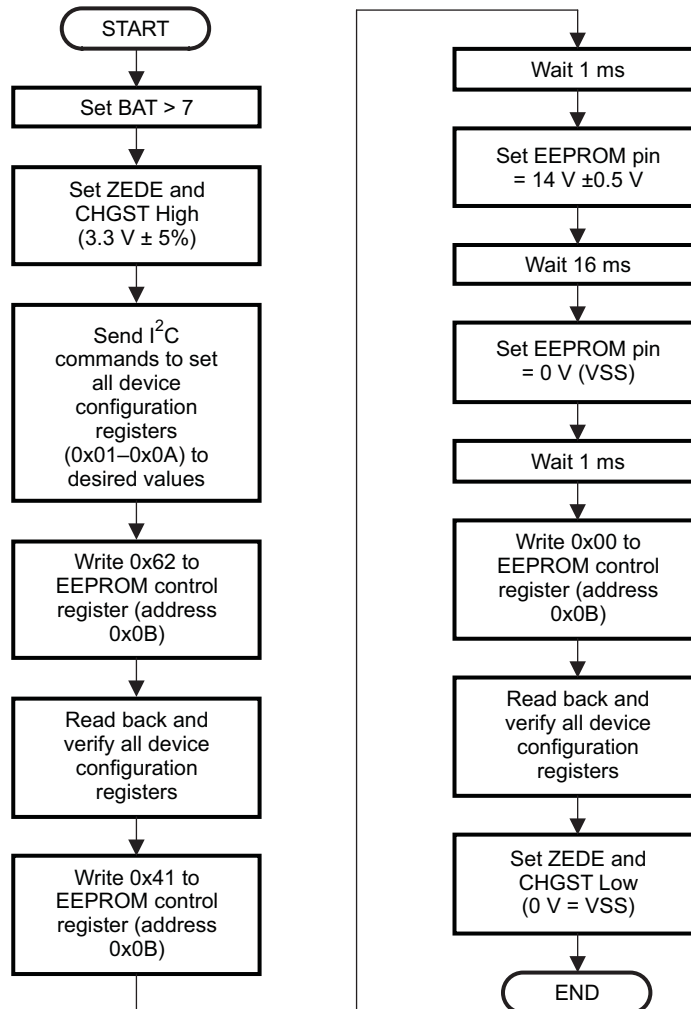 START
Set BAT > 7
Set ZEDE and
CHGST High
(3.3 V ± 5%)
Send I²C
commands to set
all device
configuration
registers
(0x01–0x0A) to
desired values
Write 0x62 to
EEPROM control
register (address
0x0B)
Read back and
verify all device
configuration
registers
Write 0x41 to
EEPROM control
register (address
0x0B)
Wait 1 ms
Set EEPROM pin
= 14 V ±0.5 V
Wait 16 ms
Set EEPROM pin
= 0 V (VSS)
Wait 1 ms
Write 0x00 to
EEPROM control
register (address
0x0B)
Read back and
verify all device
configuration
registers
Set ZEDE and
CHGST Low
(0 V = VSS)
END